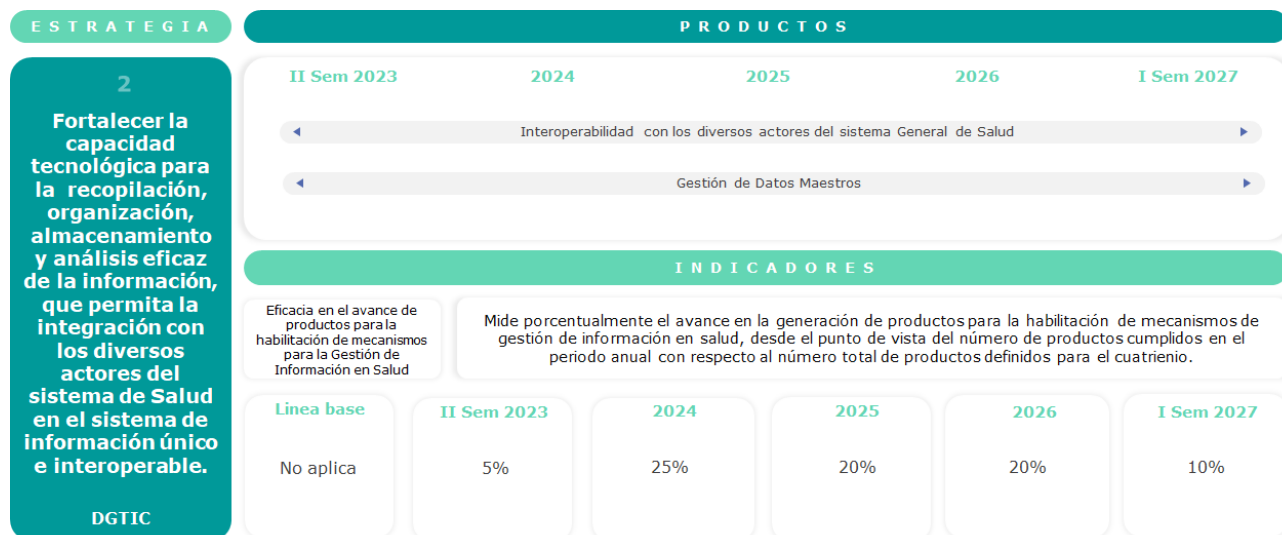 ESTRATEGIA
2
Fortalecer la
capacidad
tecnológica para
la recopilación,
organización,
almacenamiento
y análisis eficaz
de la información,
que permita la
integración con
los diversos
actores del
sistema de Salud
en el sistema de
información único
e interoperable.
DGTIC
PRODUCTOS
II Sem 2023 2024 2025 2026 I Sem 2027
Interoperabilidad con los diversos actores del sistema General de Salud
Gestión de Datos Maestros
INDICADORES
Eficacia en el avance de
productos para la
habilitación de mecanismos
para la Gestión de
Información en Salud
Mide porcentualmente el avance en la generación de productos para la habilitación de mecanismos de
gestión de información en salud, desde el punto de vista del número de productos cumplidos en el
periodo anual con respecto al número total de productos definidos para el cuatrienio.
Linea base II Sem 2023 2024 2025 2026 I Sem 2027
No aplica 5% 25% 20% 20% 10%